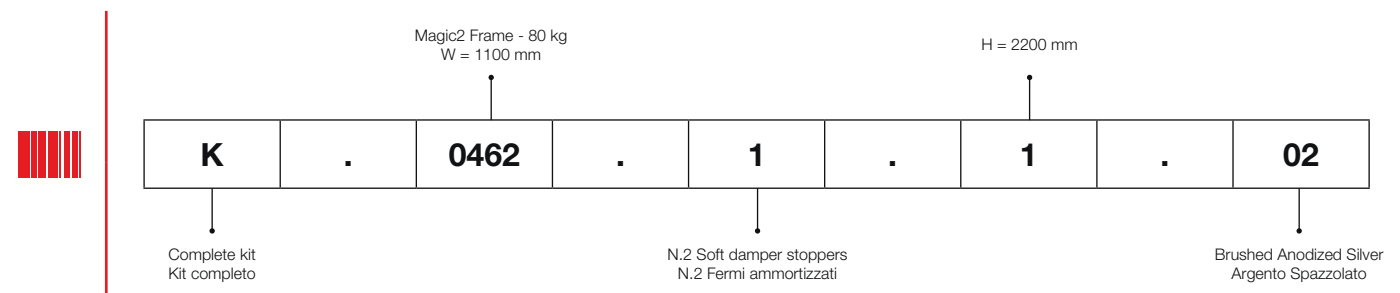 Magic2 Frame - 80 kg
W = 1100 mm
H = 2200 mm
K . 0462 . 1 . 1 . 02
Complete kit
Kit completo
N.2 Soft damper stoppers
N.2 Fermi ammortizzati
Brushed Anodized Silver
Argento Spazzolato